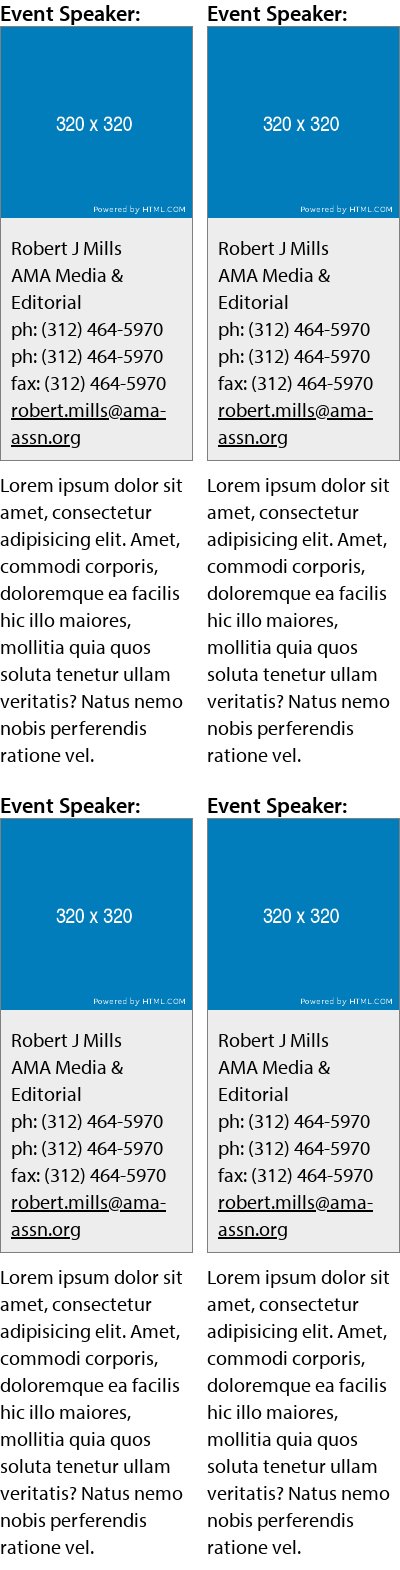 Event Speaker:
320 x 320
Powered by HTML.COM
Robert J Mills
AMA Media &
Editorial
ph: (312) 464-5970
ph: (312) 464-5970
fax: (312) 464-5970
robert.mills@ama-
assn.org
Lorem ipsum dolor sit
amet, consectetur
adipisicing elit. Amet,
commodi corporis,
doloremque ea facilis
hic illo maiores,
mollitia quia quos
soluta tenetur ullam
veritatis? Natus nemo
nobis perferendis
ratione vel.
Event Speaker:
320 x 320
Powered by HTML.COM
Robert J Mills
AMA Media &
Editorial
ph: (312) 464-5970
ph: (312) 464-5970
fax: (312) 464-5970
robert.mills@ama-
assn.org
Lorem ipsum dolor sit
amet, consectetur
adipisicing elit. Amet,
commodi corporis,
doloremque ea facilis
hic illo maiores,
mollitia quia quos
soluta tenetur ullam
veritatis? Natus nemo
nobis perferendis
ratione vel.
Event Speaker:
320 x 320
Powered by HTML.COM
Robert J Mills
AMA Media &
Editorial
ph: (312) 464-5970
ph: (312) 464-5970
fax: (312) 464-5970
robert.mills@ama-
assn.org
Lorem ipsum dolor sit
amet, consectetur
adipisicing elit. Amet,
commodi corporis,
doloremque ea facilis
hic illo maiores,
mollitia quia quos
soluta tenetur ullam
veritatis? Natus nemo
nobis perferendis
ratione vel.
Event Speaker:
320 x 320
Powered by HTML.COM
Robert J Mills
AMA Media &
Editorial
ph: (312) 464-5970
ph: (312) 464-5970
fax: (312) 464-5970
robert.mills@ama-
assn.org
Lorem ipsum dolor sit
amet, consectetur
adipisicing elit. Amet,
commodi corporis,
doloremque ea facilis
hic illo maiores,
mollitia quia quos
soluta tenetur ullam
veritatis? Natus nemo
nobis perferendis
ratione vel.